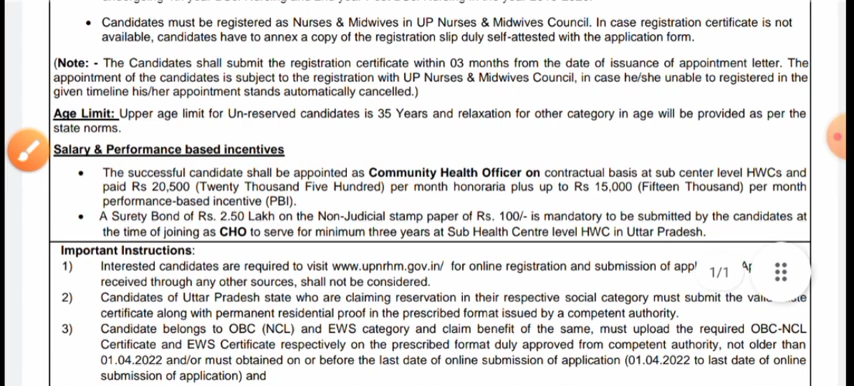 • Candidates must be registered as Nurses & Midwives in UP Nurses & Midwives Council. In case registration certificate is not
available, candidates have to annex a copy of the registration slip duly self-attested with the application form.
(Note: - The Candidates shall submit the registration certificate within 03 months from the date of issuance of appointment letter. The
appointment of the candidates is subject to the registration with UP Nurses & Midwives Council, in case he/she unable to registered in the
given timeline his/her appointment stands automatically cancelled.)
Age Limit: Upper age limit for Un-reserved candidates is 35 Years and relaxation for other category in age will be provided as per the
state norms.
Salary & Performance based incentives
• The successful candidate shall be appointed as Community Health Officer on contractual basis at sub center level HWCs and
paid Rs 20,500 (Twenty Thousand Five Hundred) per month honoraria plus up to Rs 15,000 (Fifteen Thousand) per month
performance-based incentive (PBI).
• A Surety Bond of Rs. 2.50 Lakh on the Non-Judicial stamp paper of Rs. 100/- is mandatory to be submitted by the candidates at
the time of joining as CHO to serve for minimum three years at Sub Health Centre level HWC in Uttar Pradesh.
Important Instructions:
1) Interested candidates are required to visit www.upnrhm.gov.in/ for online registration and submission of
1/1
received through any other sources, shall not be considered.
2) Candidates of Uttar Pradesh state who are claiming reservation in their respective social category must submit the
certificate along with permanent residential proof in the prescribed format issued by a competent authority.
3) Candidate belongs to OBC (NCL) and EWS category and claim benefit of the same, must upload the required OBC-NCL
Certificate and EWS Certificate respectively on the prescribed format duly approved from competent authority, not older than
01.04.2022 and/or must obtained on or before the last date of online submission of application (01.04.2022 to last date of online
submission of application) and